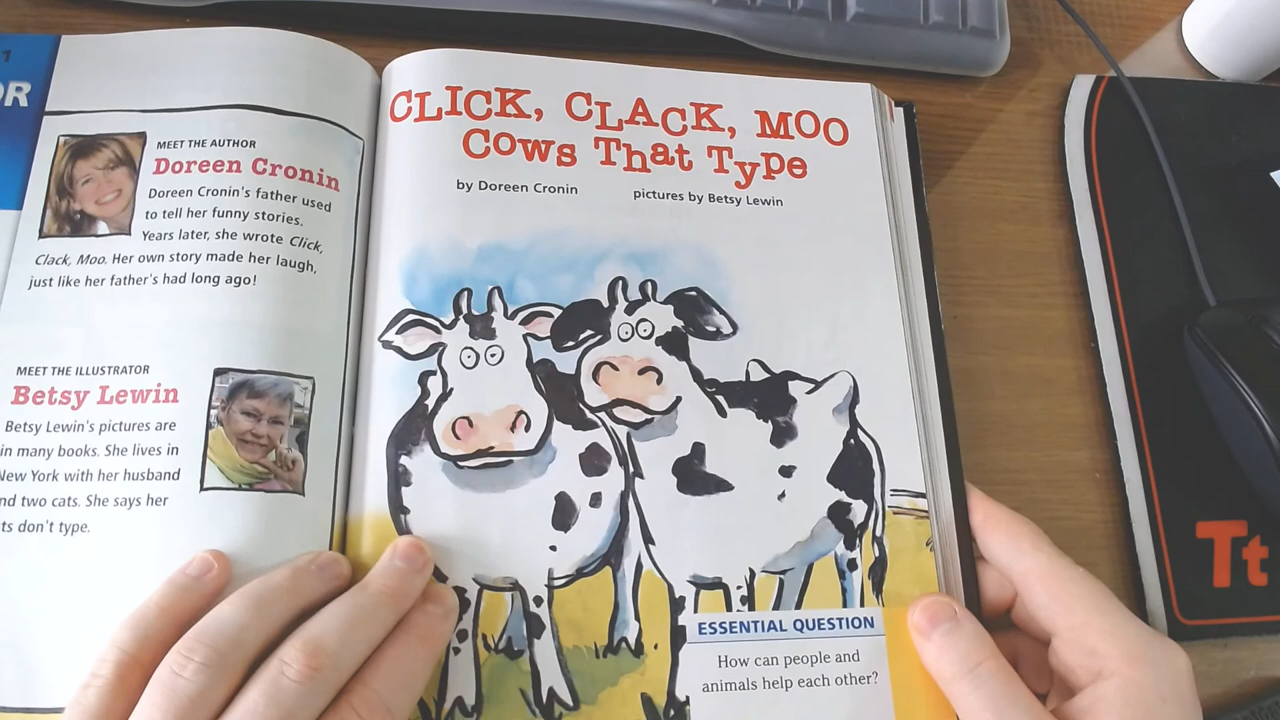 1
OR
MEET THE AUTHOR
Doreen Cronin
Doreen Cronin's father used
to tell her funny stories.
Years later, she wrote Click,
Clack, Moo. Her own story made her laugh,
just like her father's had long ago!
MEET THE ILLUSTRATOR
Betsy Lewin
Betsy Lewin's pictures are
in many books. She lives in
New York with her husband
nd two cats. She says her
ts don't type.
CLICK, CLACK, MOO
Cows That Type
by Doreen Cronin pictures by Betsy Lewin
ESSENTIAL QUESTION
How can people and
animals help each other?
Tt